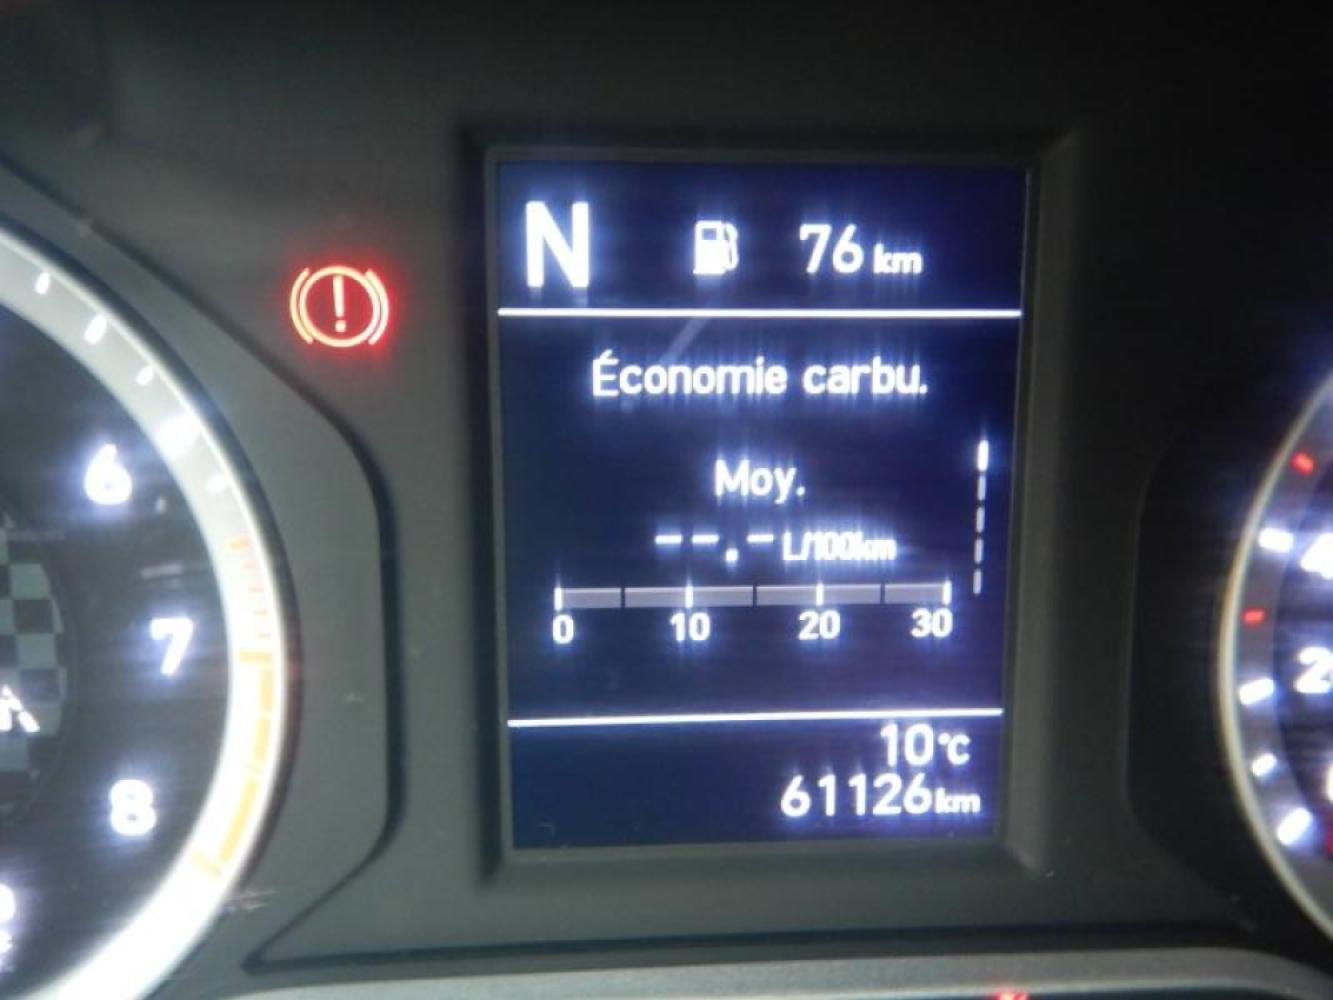 N 76 km
Économie carbu.
Moy.
--.- L/100km
0 10 20 30
10°C
61126km
6
7
8